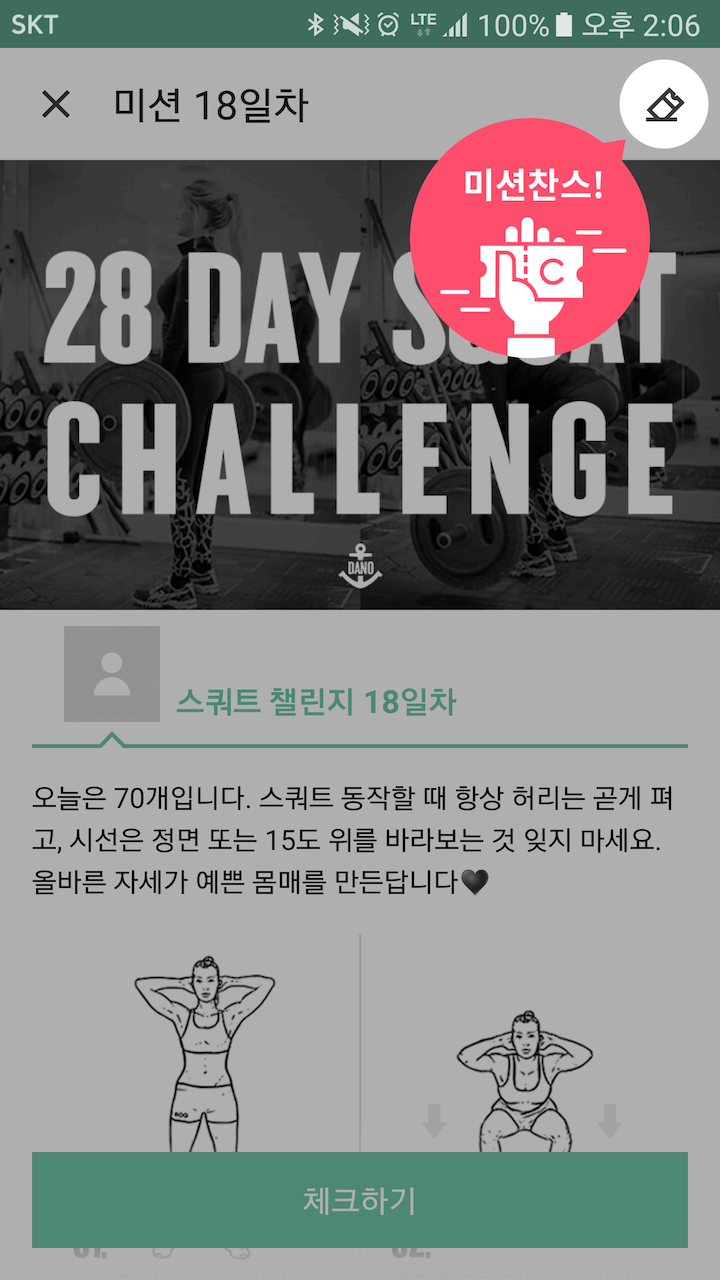 SKT
LTE
100%
오후 2:06
미션 18일차
미션찬스!
C
28 DAY SQUAT
CHALLENGE
DANO
스쿼트 챌린지 18일차
오늘은 70개입니다. 스쿼트 동작할 때 항상 허리는 곧게 펴
고, 시선은 정면 또는 15도 위를 바라보는 것 잊지 마세요.
올바른 자세가 예쁜 몸매를 만든답니다🖤
체크하기
01.
02.